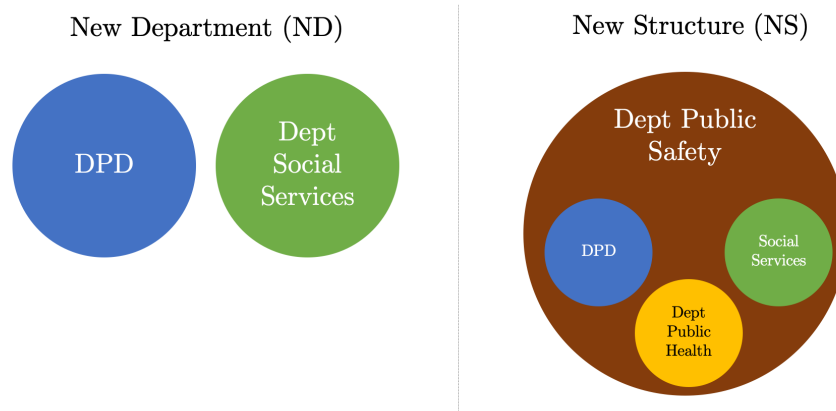 New Department (ND)
DPD
Dept
Social
Services
New Structure (NS)
Dept Public
Safety
DPD
Social
Services
Dept
Public
Health